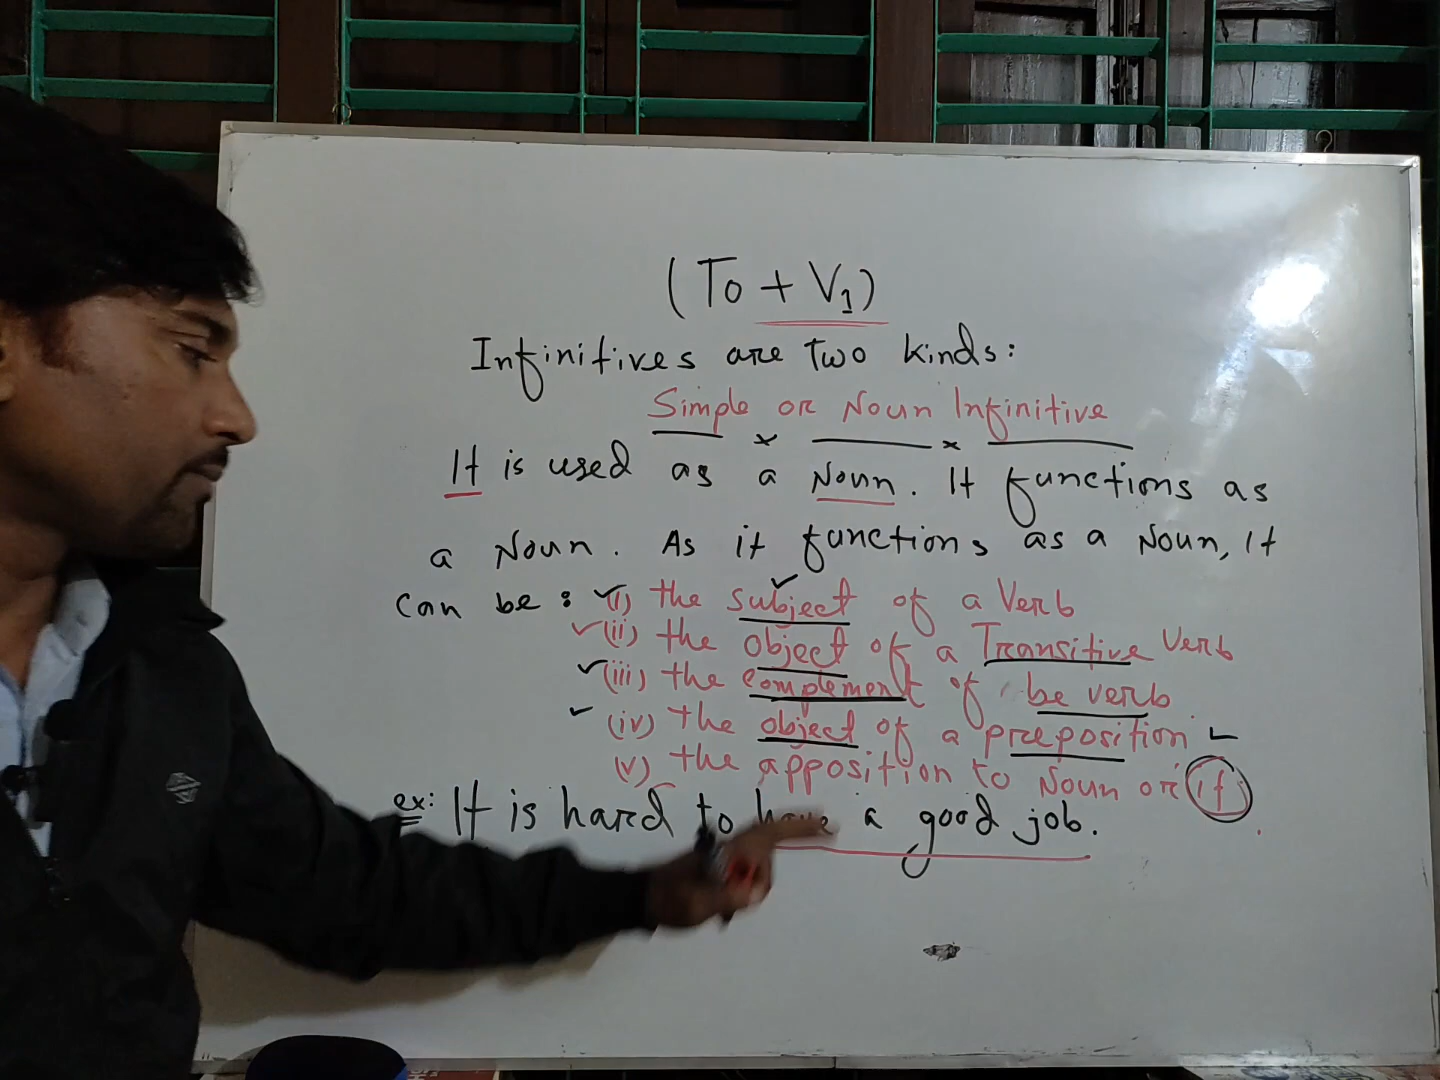 (To + V1)
Infinitives are Two kinds:
Simple or Noun Infinitive
It is used as a Noun. It functions as
a Noun. As it functions as a Noun, It
can be: (i) the subject of a Verb
(ii) the object of a Transitive Verb
(iii) the complement of be verb
(iv) the object of a preposition
(v) the apposition to Noun or it
ex: It is hard to have a good job.